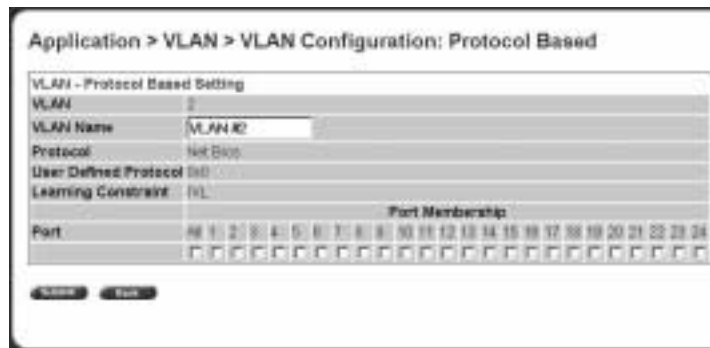 Application > VLAN > VLAN Configuration: Protocol Based
VLAN - Protocol Based Setting
VLAN 2
VLAN Name VLAN #2
Protocol Net Bios
User Defined Protocol 0x0
Learning Constraint IVL
Port Membership
Port All 1 2 3 4 5 6 7 8 9 10 11 12 13 14 15 16 17 18 19 20 21 22 23 24
Submit Back